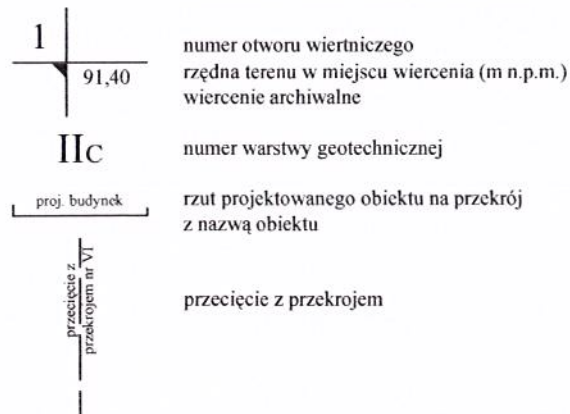 1
91,40
numer otworu wiertniczego
rzędna terenu w miejscu wiercenia (m n.p.m.)
wiercenie archiwalne
IIc
numer warstwy geotechnicznej
proj. budynek
rzut projektowanego obiektu na przekrój
z nazwą obiektu
przecięcie z
przekrojem nr VI
przecięcie z przekrojem